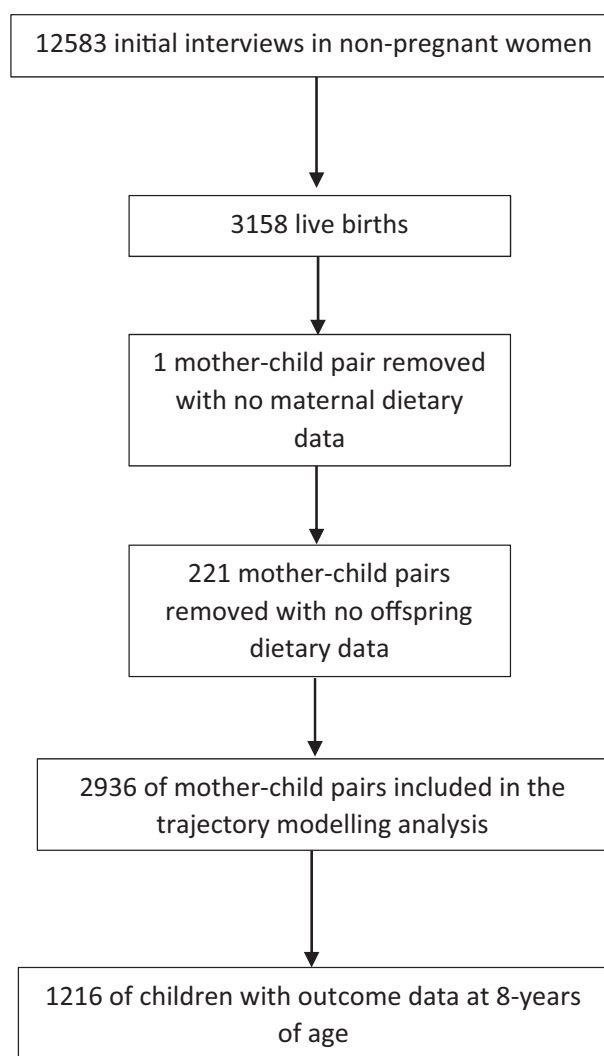 12583 initial interviews in non-pregnant women
3158 live births
1 mother-child pair removed
with no maternal dietary
data
221 mother-child pairs
removed with no offspring
dietary data
2936 of mother-child pairs included in the
trajectory modelling analysis
1216 of children with outcome data at 8-years
of age